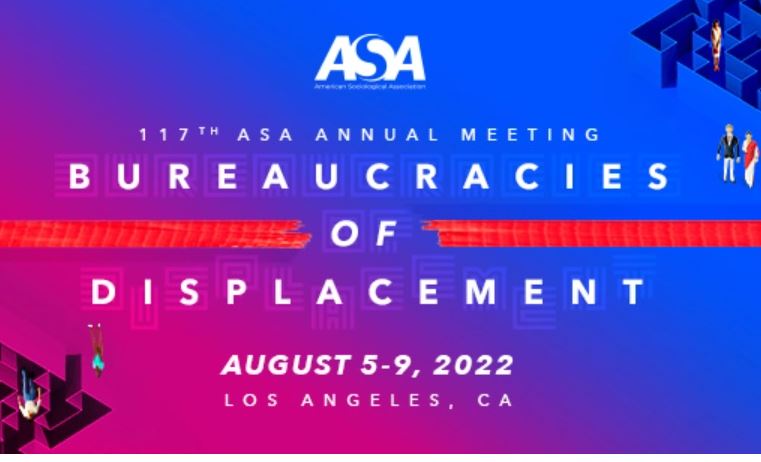 ASA
American Sociological Association
117TH ASA ANNUAL MEETING
BUREAUCRACIES
OF
DISPLACEMENT
AUGUST 5-9, 2022
LOS ANGELES, CA